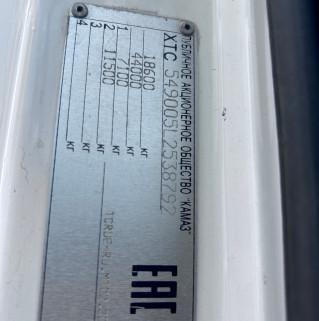 ПУБЛИЧНОЕ АКЦИОНЕРНОЕ ОБЩЕСТВО "КАМАЗ"
XTC 549005L2538792
18600 кг
44000 кг
1 7100 кг
2 11500 кг
3 кг
4 кг
EAC